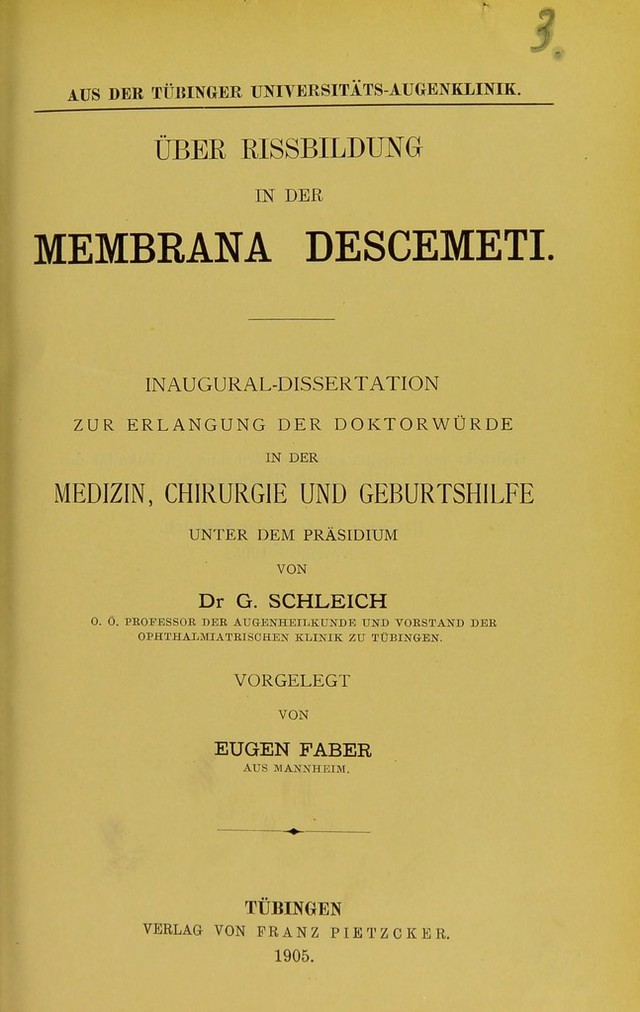 3.
AUS DER TÜBINGER UNIVERSITÄTS-AUGENKLINIK.
ÜBER RISSBILDUNG
IN DER
MEMBRANA DESCEMETI.
INAUGURAL-DISSERTATION
ZUR ERLANGUNG DER DOKTORWÜRDE
IN DER
MEDIZIN, CHIRURGIE UND GEBURTSHILFE
UNTER DEM PRÄSIDIUM
VON
Dr G. SCHLEICH
O. Ö. PROFESSOR DER AUGENHEILKUNDE UND VORSTAND DER
OPHTHALMIATRISCHEN KLINIK ZU TÜBINGEN.
VORGELEGT
VON
EUGEN FABER
AUS MANNHEIM.
TÜBINGEN
VERLAG VON FRANZ PIETZCKER.
1905.